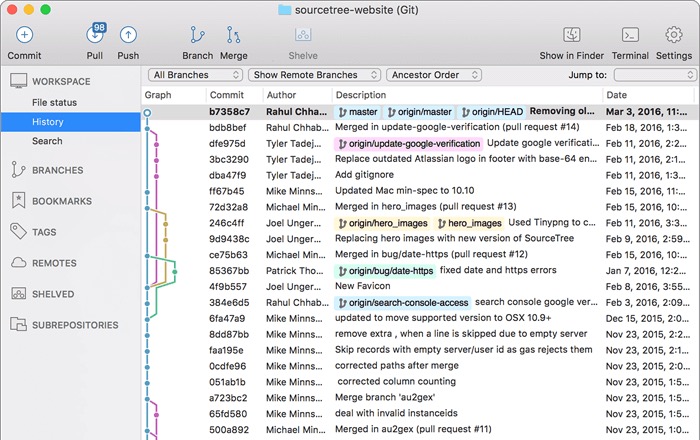 sourcetree-website (Git)
98
Commit Pull Push Branch Merge Shelve Show in Finder Terminal Settings
All Branches Show Remote Branches Ancestor Order Jump to:
WORKSPACE
File status
History
Search
BRANCHES
BOOKMARKS
TAGS
REMOTES
SHELVED
SUBREPOSITORIES
Graph Commit Author Description Date
b7358c7 Rahul Chha... master origin/master origin/HEAD Removing ol... Mar 3, 2016, 11:...
bdb8bef Rahul Chhab... Merged in update-google-verification (pull request #14) Feb 18, 2016, 1:3...
dfe975d Tyler Tadej... origin/update-google-verification Update google verificati... Feb 11, 2016, 2:2...
3bc3290 Tyler Tadej... Replace outdated Atlassian logo in footer with base-64 en... Feb 11, 2016, 2:1...
dba47f9 Tyler Tadej... Add gitignore Feb 11, 2016, 1:3...
ff67b45 Mike Minns... Updated Mac min-spec to 10.10 Feb 15, 2016, 11:...
72d32a8 Michael Min... Merged in hero_images (pull request #13) Feb 15, 2016, 11:...
246c4ff Joel Unger... origin/hero_images hero_images Used Tinypng to c... Feb 11, 2016, 3:3...
9d9438c Joel Unger... Replacing hero images with new version of SourceTree Feb 9, 2016, 2:59...
ce75b63 Michael Min... Merged in bug/date-https (pull request #12) Feb 15, 2016, 11:...
85367bb Patrick Tho... origin/bug/date-https fixed date and https errors Jan 7, 2016, 12:2...
4f9b557 Joel Unger... New Favicon Feb 8, 2016, 3:55...
384e6d5 Rahul Chhab... origin/search-console-access search console google ver... Feb 3, 2016, 2:09...
6fa47a9 Mike Minns... updated to move supported version to OSX 10.9+ Dec 15, 2015, 2:0...
8dd87bb Mike Minns... remove extra , when a line is skipped due to empty server Nov 23, 2015, 2:2...
faa195e Mike Minns... Skip records with empty server/user id as gas rejects them Nov 23, 2015, 2:1...
0cdfe96 Mike Minns... corrected paths after merge Nov 23, 2015, 2:0...
051ab1b Mike Minns... corrected column counting Nov 23, 2015, 1:5...
a723bc2 Mike Minns... Merge branch 'au2gex' Nov 23, 2015, 1:5...
65fd580 Mike Minns... deal with invalid instanceids Nov 23, 2015, 1:5...
500a892 Michael Min... Merged in au2gex (pull request #11) Nov 23, 2015, 1:0...